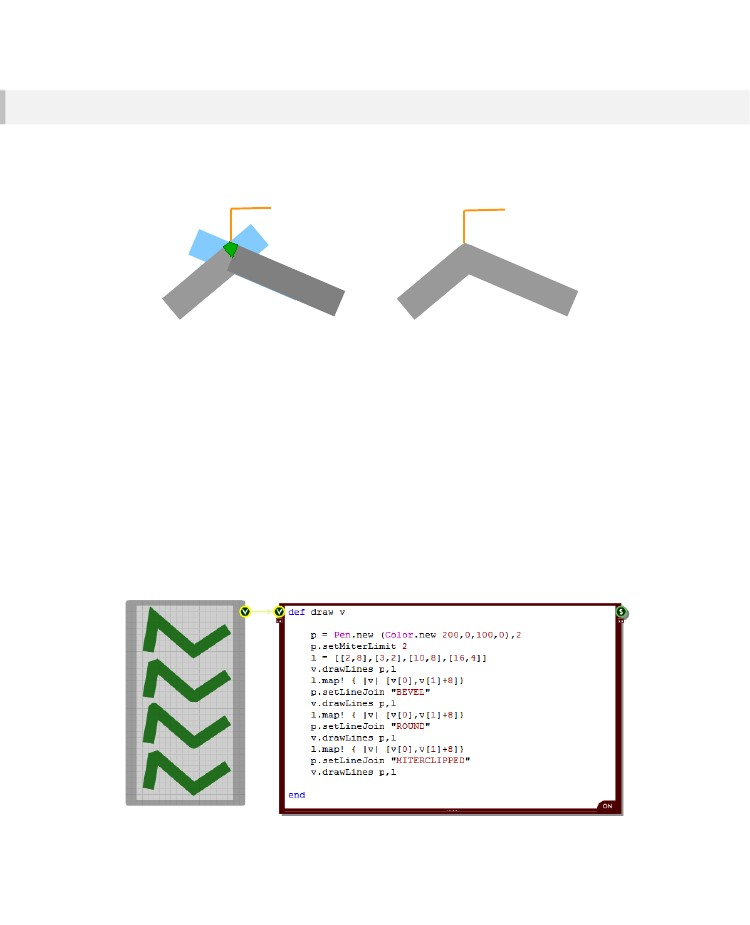 V
V
S
def draw v
p = Pen.new (Color.new 200,0,100,0),2
p.setMiterLimit 2
l = [[2,8],[3,2],[10,8],[16,4]]
v.drawLines p,l
l.map! { |v| [v[0],v[1]+8]}
p.setLineJoin "BEVEL"
v.drawLines p,l
l.map! { |v| [v[0],v[1]+8]}
p.setLineJoin "ROUND"
v.drawLines p,l
l.map! { |v| [v[0],v[1]+8]}
p.setLineJoin "MITERCLIPPED"
v.drawLines p,l
end
ON